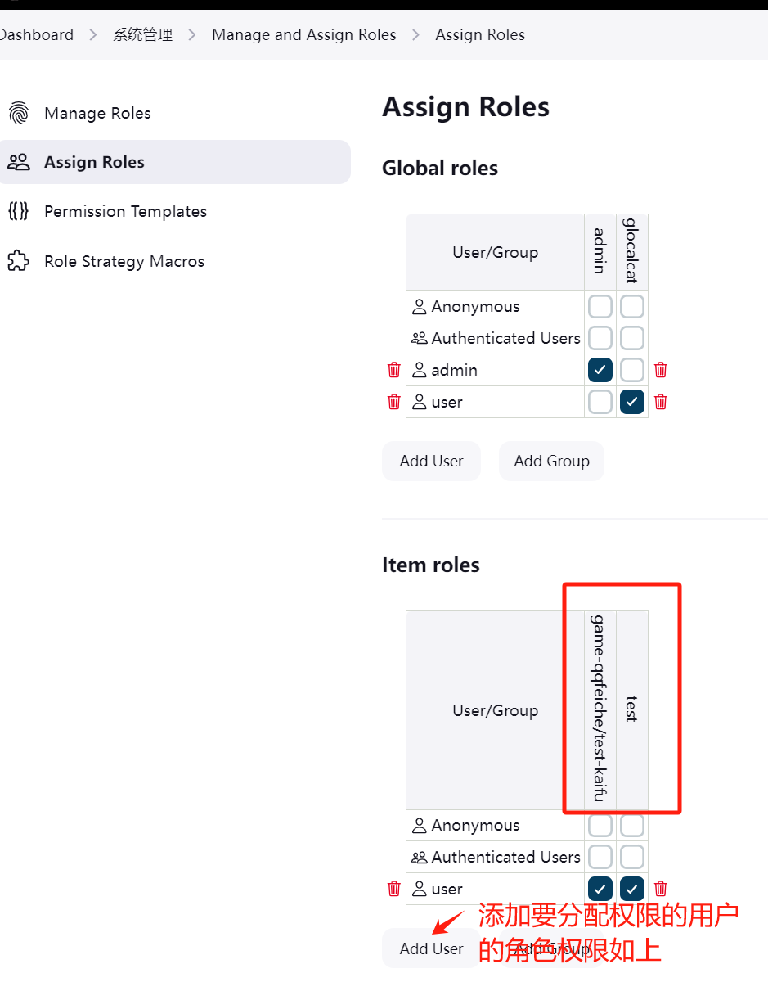 Dashboard > 系统管理 > Manage and Assign Roles > Assign Roles
Manage Roles
Assign Roles
Permission Templates
Role Strategy Macros
Assign Roles
Global roles
User/Group admin glocalcat
Anonymous
Authenticated Users
admin
user
Add User Add Group
Item roles
User/Group game-qqfeiche/test-kaifu test
Anonymous
Authenticated Users
user
添加要分配权限的用户
的角色权限如上
Add User Add Group